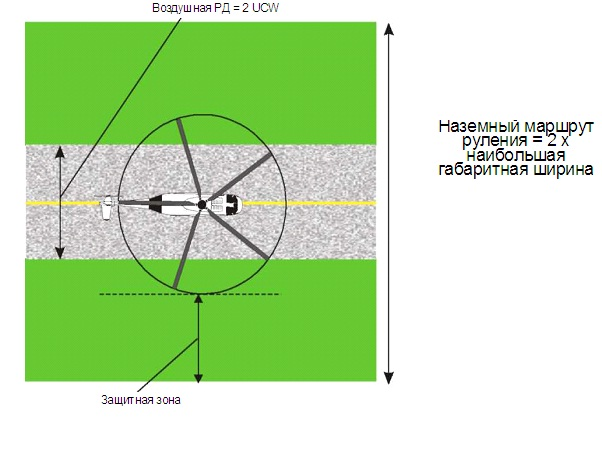 Воздушная РД = 2 UCW
Наземный маршрут
руления = 2 х
наибольшая
габаритная ширина
Защитная зона